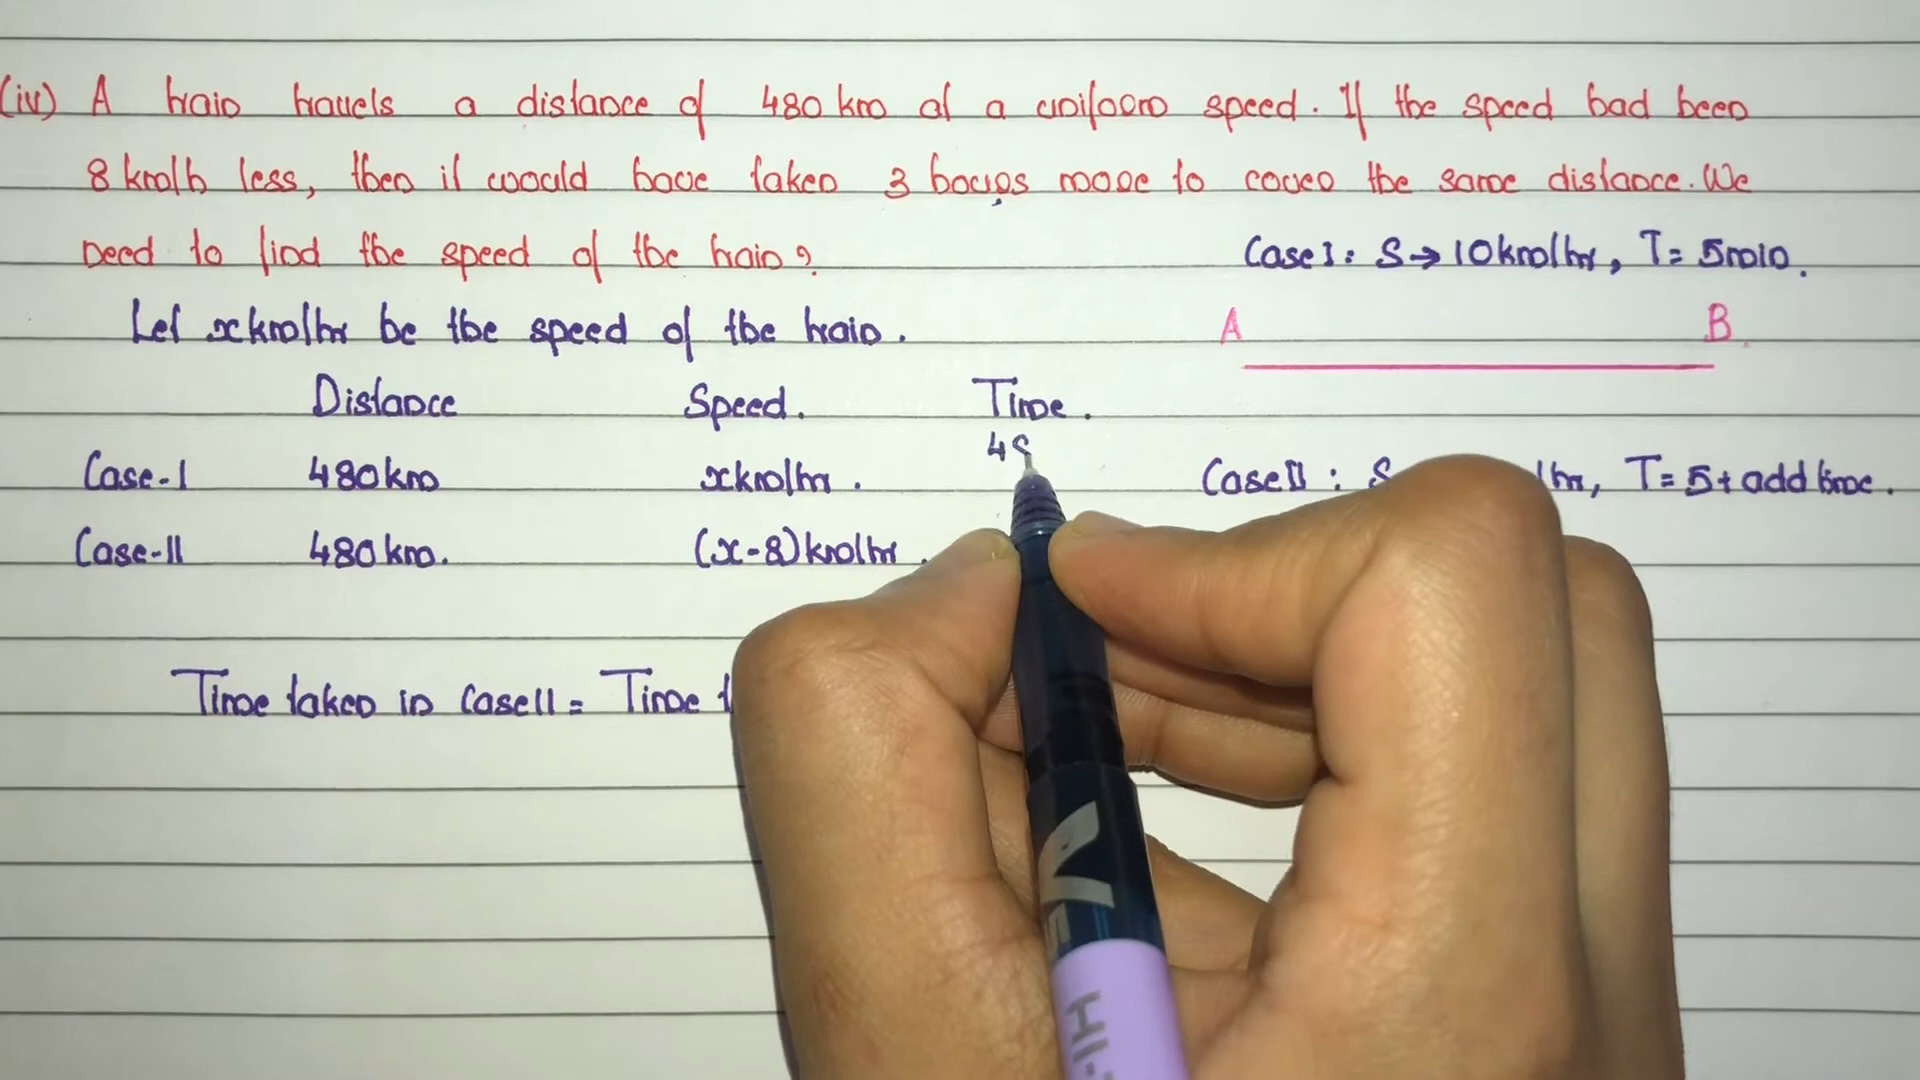 (iv) A train travels a distance of 480 km at a uniform speed. If the speed had been
8 km/h less, then it would have taken 3 hours more to cover the same distance. We
need to find the speed of the train?
Case I: S → 10 km/hr, T = 5 min.
Let x km/hr be the speed of the train.
A B
Distance Speed. Time.
Case-I 480 km x km/hr. 48
Case II: S /hr, T = 5 + add time.
Case-II 480 km. (x-8) km/hr.
Time taken in Case II = Time
HI-